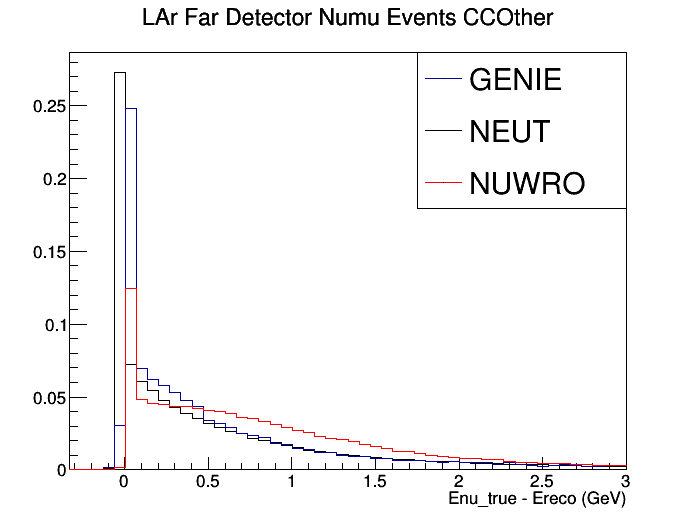 LAr Far Detector Numu Events CCOther
GENIE
NEUT
NUWRO
0.25
0.2
0.15
0.1
0.05
0
0 0.5 1 1.5 2 2.5 3
Enu_true - Ereco (GeV)